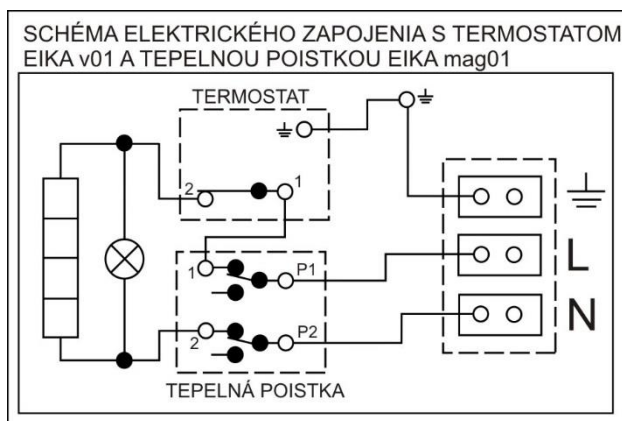 SCHÉMA ELEKTRICKÉHO ZAPOJENIA S TERMOSTATOM
EIKA v01 A TEPELNOU POISTKOU EIKA mag01
TERMOSTAT
2
1
1
P1
L
2
P2
N
TEPELNÁ POISTKA